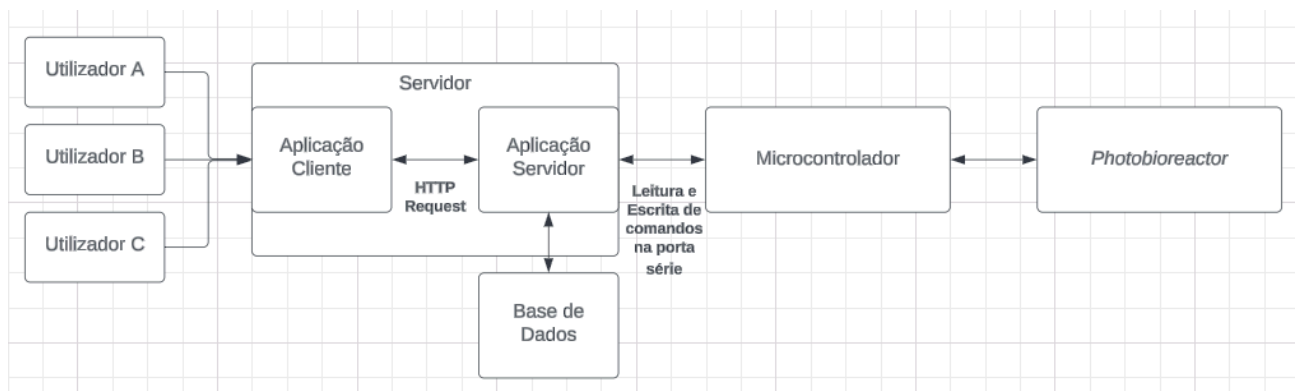 Utilizador A
Utilizador B
Utilizador C
Servidor
Aplicação
Cliente
HTTP
Request
Aplicação
Servidor
Leitura e
Escrita de
comandos
na porta
série
Microcontrolador
Photobioreactor
Base de
Dados